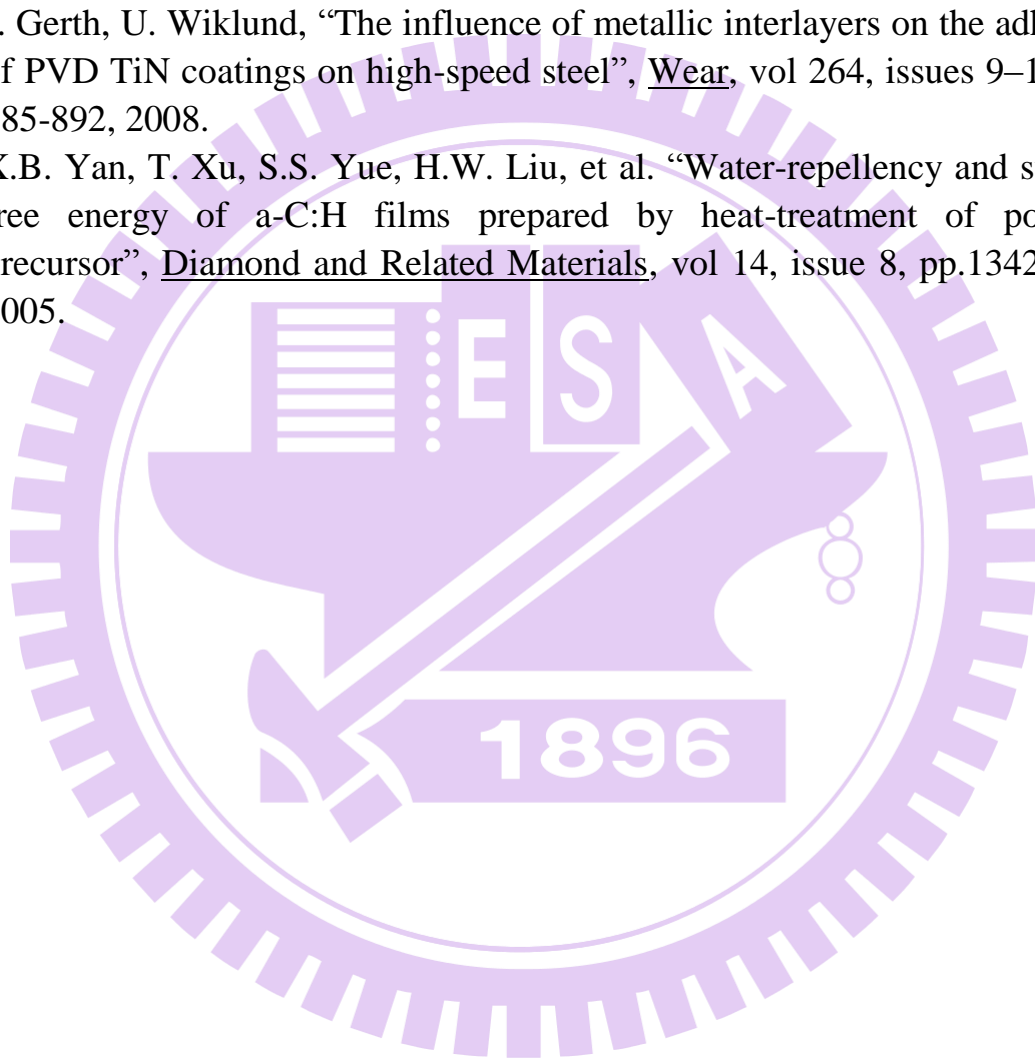 . Gerth, U. Wiklund, “The influence of metallic interlayers on the adh
f PVD TiN coatings on high-speed steel”, Wear, vol 264, issues 9–1
85-892, 2008.
X.B. Yan, T. Xu, S.S. Yue, H.W. Liu, et al. “Water-repellency and s
ree energy of a-C:H films prepared by heat-treatment of po
recursor”, Diamond and Related Materials, vol 14, issue 8, pp.1342
005.
E S A
1896